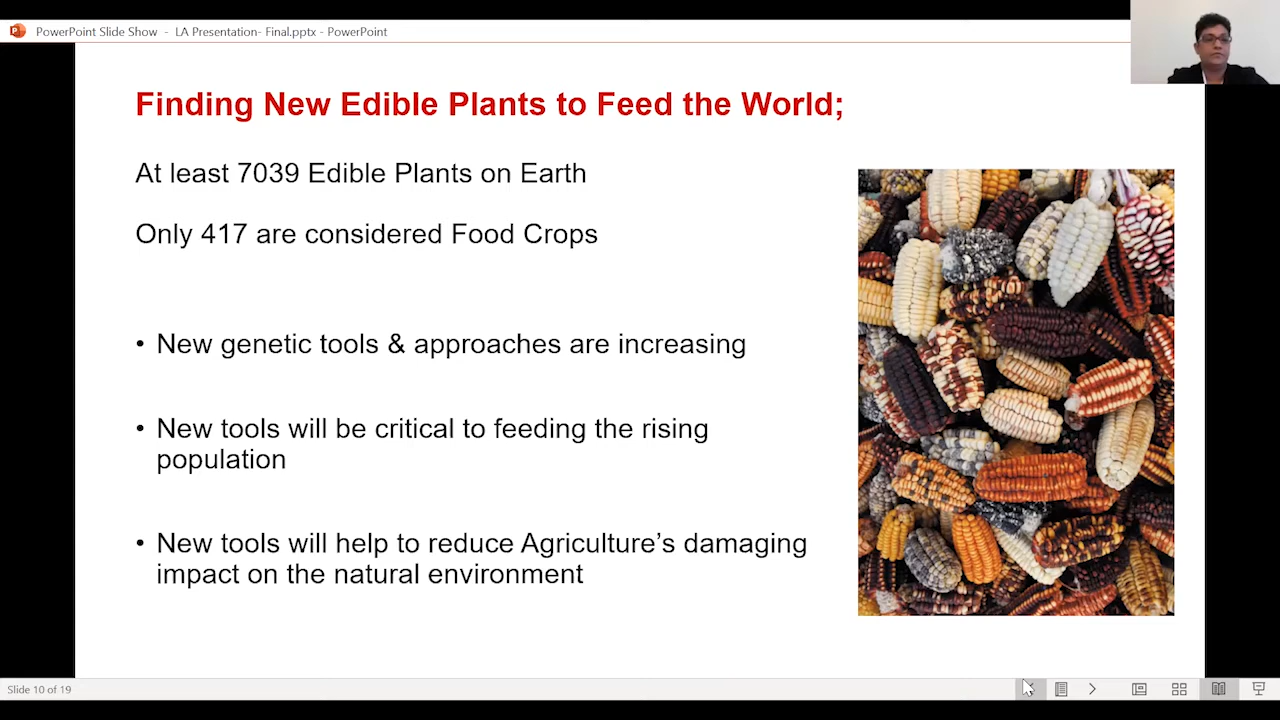 PowerPoint Slide Show - LA Presentation- Final.pptx - PowerPoint
Finding New Edible Plants to Feed the World;
At least 7039 Edible Plants on Earth
Only 417 are considered Food Crops
• New genetic tools & approaches are increasing
• New tools will be critical to feeding the rising
population
• New tools will help to reduce Agriculture’s damaging
impact on the natural environment
Slide 10 of 19